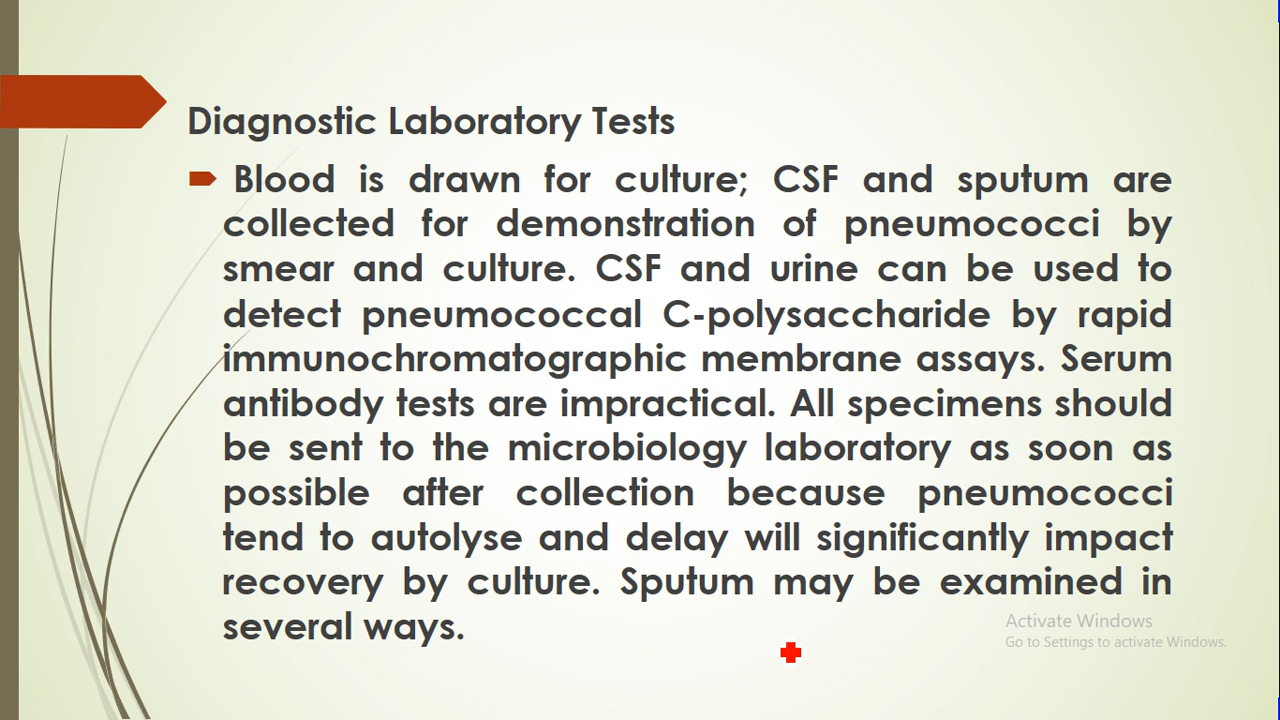 Diagnostic Laboratory Tests
Blood is drawn for culture; CSF and sputum are
collected for demonstration of pneumococci by
smear and culture. CSF and urine can be used to
detect pneumococcal C-polysaccharide by rapid
immunochromatographic membrane assays. Serum
antibody tests are impractical. All specimens should
be sent to the microbiology laboratory as soon as
possible after collection because pneumococci
tend to autolyse and delay will significantly impact
recovery by culture. Sputum may be examined in
several ways.
Activate Windows
Go to Settings to activate Windows.